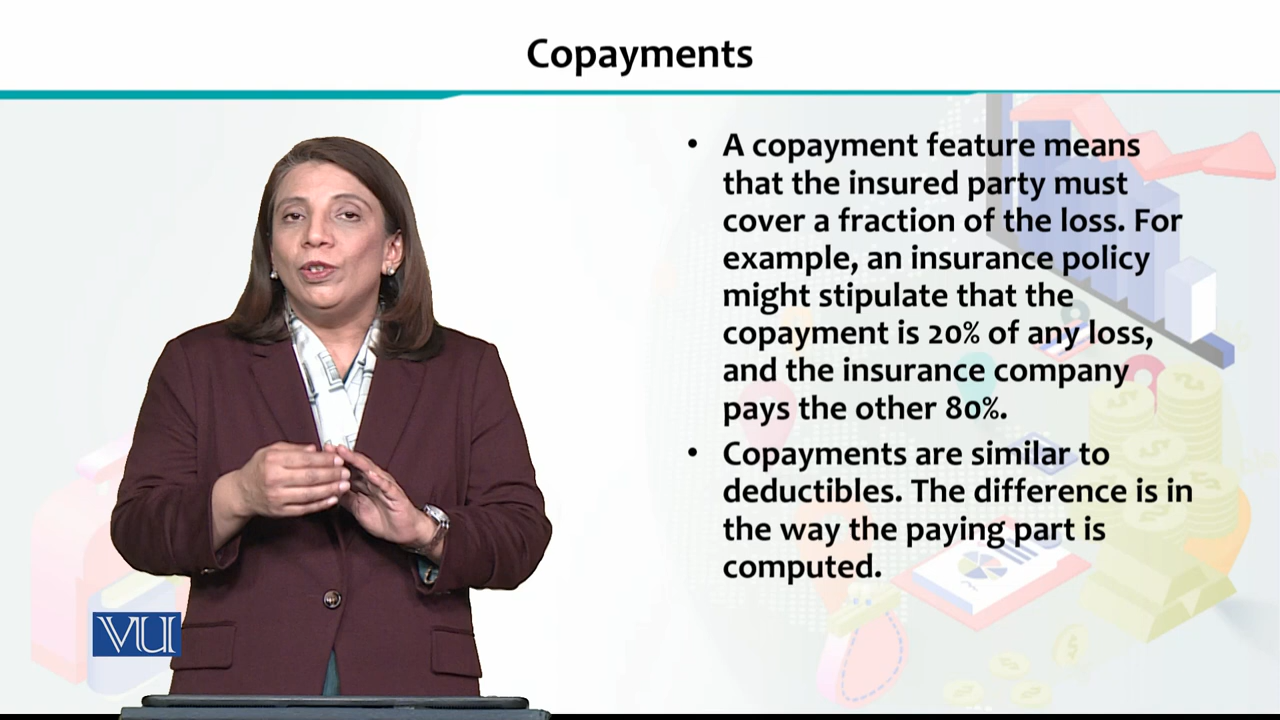 Copayments
• A copayment feature means
that the insured party must
cover a fraction of the loss. For
example, an insurance policy
might stipulate that the
copayment is 20% of any loss,
and the insurance company
pays the other 80%.
• Copayments are similar to
deductibles. The difference is in
the way the paying part is
computed.
VU